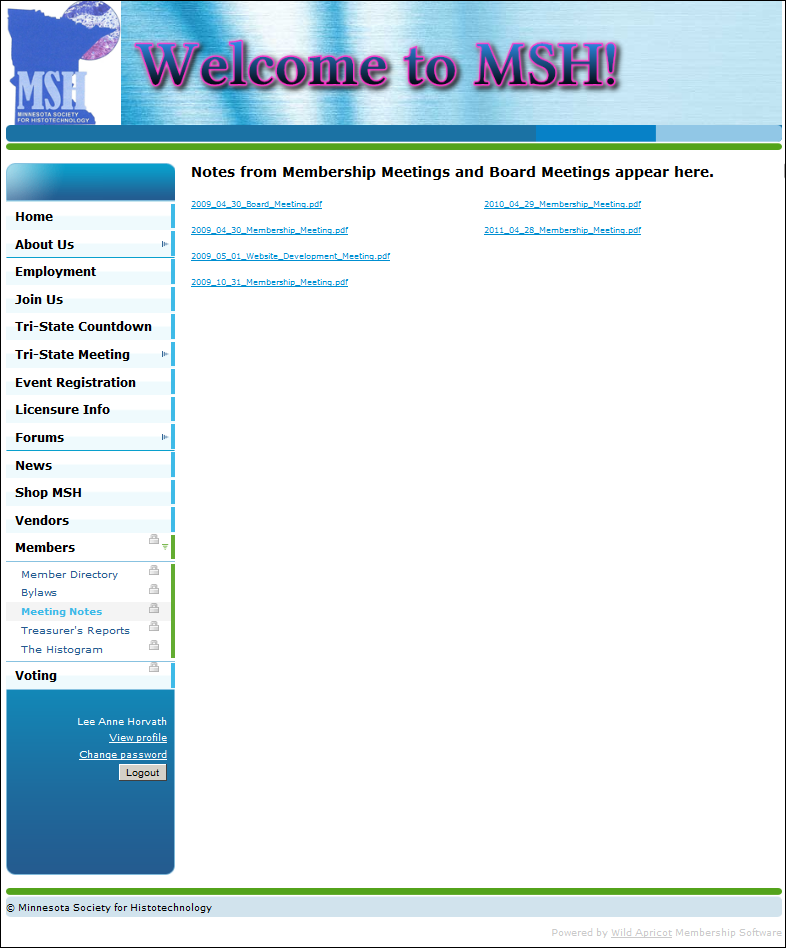 MSH
MINNESOTA SOCIETY
FOR HISTOTECHNOLOGY
Welcome to MSH!
Home
About Us
Employment
Join Us
Tri-State Countdown
Tri-State Meeting
Event Registration
Licensure Info
Forums
News
Shop MSH
Vendors
Members
Member Directory
Bylaws
Meeting Notes
Treasurer's Reports
The Histogram
Voting
Lee Anne Horvath
View profile
Change password
Logout
Notes from Membership Meetings and Board Meetings appear here.
2009_04_30_Board_Meeting.pdf
2009_04_30_Membership_Meeting.pdf
2009_05_01_Website_Development_Meeting.pdf
2009_10_31_Membership_Meeting.pdf
2010_04_29_Membership_Meeting.pdf
2011_04_28_Membership_Meeting.pdf
© Minnesota Society for Histotechnology
Powered by Wild Apricot Membership Software